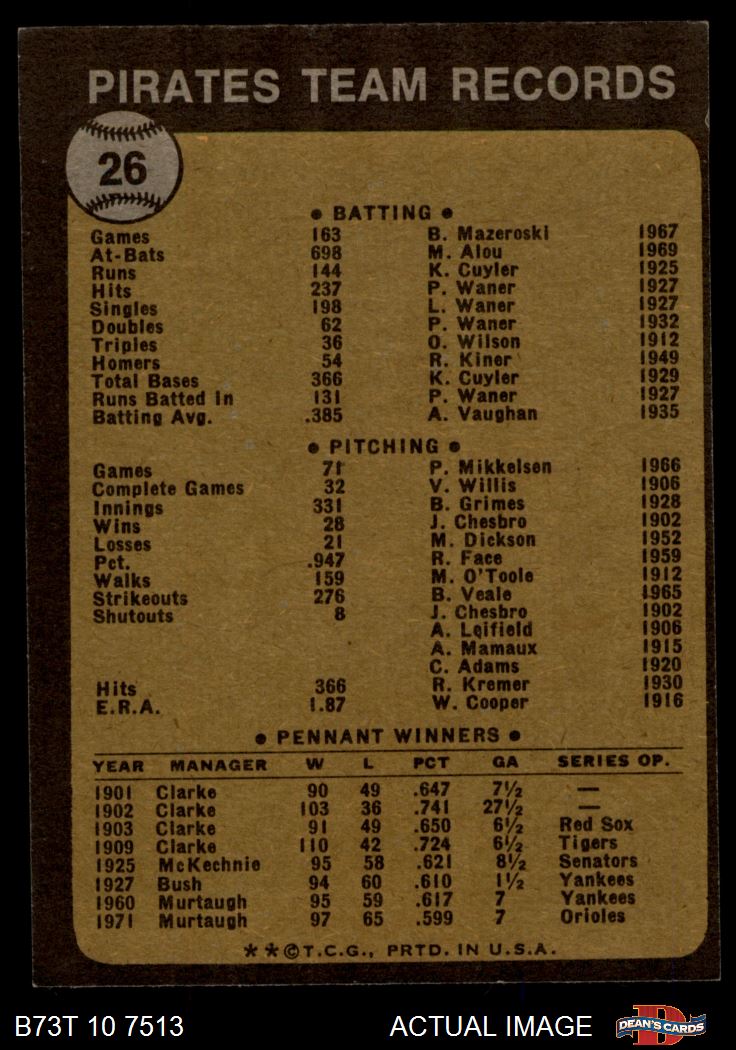 PIRATES TEAM RECORDS
26
● BATTING ●
Games 163 B. Mazeroski 1967
At-Bats 698 M. Alou 1969
Runs 144 K. Cuyler 1925
Hits 237 P. Waner 1927
Singles 198 L. Waner 1927
Doubles 62 P. Waner 1932
Triples 36 O. Wilson 1912
Homers 54 R. Kiner 1949
Total Bases 366 K. Cuyler 1929
Runs Batted In 131 P. Waner 1927
Batting Avg. .385 A. Vaughan 1935
● PITCHING ●
Games 71 P. Mikkelsen 1966
Complete Games 32 V. Willis 1906
Innings 331 B. Grimes 1928
Wins 28 J. Chesbro 1902
Losses 21 M. Dickson 1952
Pct. .947 R. Face 1959
Walks 159 M. O'Toole 1912
Strikeouts 276 B. Veale 1965
Shutouts 8 J. Chesbro 1902
A. Leifield 1906
A. Mamaux 1915
C. Adams 1920
Hits 366 R. Kremer 1930
E.R.A. 1.87 W. Cooper 1916
● PENNANT WINNERS ●
YEAR MANAGER W L PCT GA SERIES OP.
1901 Clarke 90 49 .647 7½ —
1902 Clarke 103 36 .741 27½ —
1903 Clarke 91 49 .650 6½ Red Sox
1909 Clarke 110 42 .724 6½ Tigers
1925 McKechnie 95 58 .621 8½ Senators
1927 Bush 94 60 .610 1½ Yankees
1960 Murtaugh 95 59 .617 7 Yankees
1971 Murtaugh 97 65 .599 7 Orioles
**©T.C.G., PRTD. IN U.S.A.
B73T 10 7513 ACTUAL IMAGE D DEAN'S CARDS